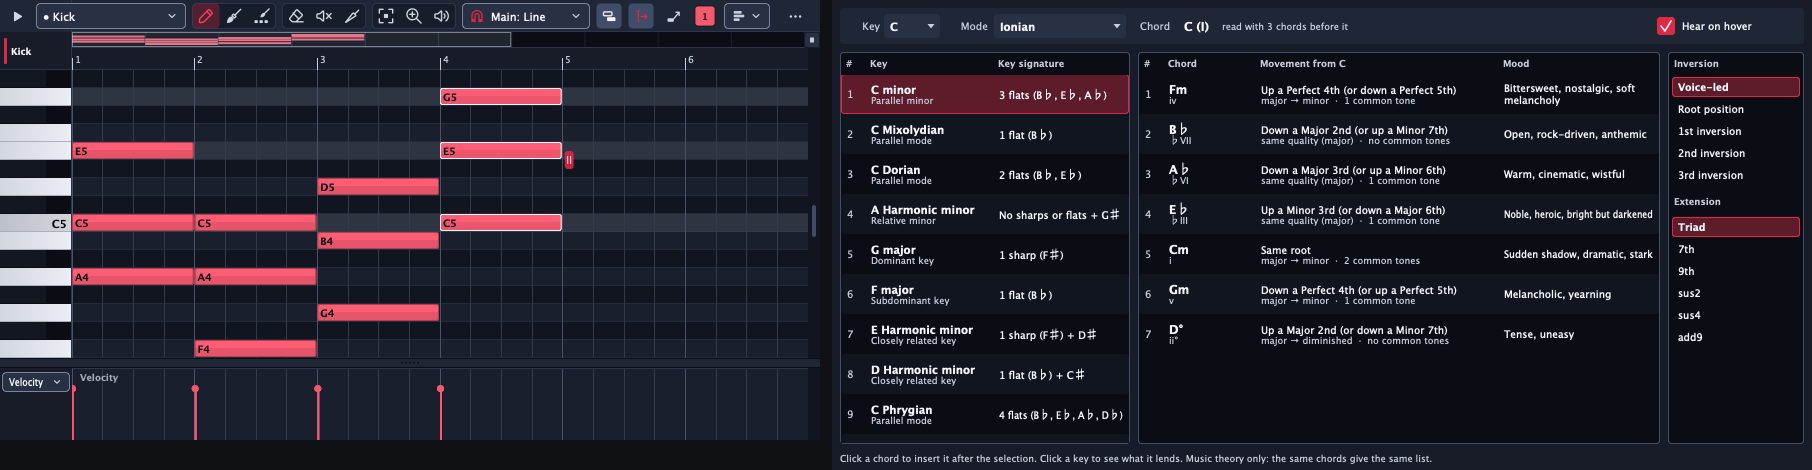 Kick
Main: Line
1
Kick
1 2 3 4 5 6
G5
E5 E5
D5
C5 C5 C5 C5
B4
A4 A4
G4
F4
Velocity
Velocity
Key C Mode Ionian Chord C (I) read with 3 chords before it Hear on hover
# Key Key signature
1 C minor 3 flats (B♭, E♭, A♭)
Parallel minor
2 C Mixolydian 1 flat (B♭)
Parallel mode
3 C Dorian 2 flats (B♭, E♭)
Parallel mode
4 A Harmonic minor No sharps or flats + G♯
Relative minor
5 G major 1 sharp (F♯)
Dominant key
6 F major 1 flat (B♭)
Subdominant key
7 E Harmonic minor 1 sharp (F♯) + D♯
Closely related key
8 D Harmonic minor 1 flat (B♭) + C♯
Closely related key
9 C Phrygian 4 flats (B♭, E♭, A♭, D♭)
Parallel mode
# Chord Movement from C Mood
1 Fm Up a Perfect 4th (or down a Perfect 5th) Bittersweet, nostalgic, soft
iv major → minor · 1 common tone melancholy
2 B♭ Down a Major 2nd (or up a Minor 7th) Open, rock-driven, anthemic
♭VII same quality (major) · no common tones
3 A♭ Down a Major 3rd (or up a Minor 6th) Warm, cinematic, wistful
♭VI same quality (major) · 1 common tone
4 E♭ Up a Minor 3rd (or down a Major 6th) Noble, heroic, bright but darkened
♭III same quality (major) · 1 common tone
5 Cm Same root Sudden shadow, dramatic, stark
i major → minor · 2 common tones
6 Gm Down a Perfect 4th (or up a Perfect 5th) Melancholic, yearning
v major → minor · 1 common tone
7 D° Up a Major 2nd (or down a Minor 7th) Tense, uneasy
ii° major → diminished · no common tones
Inversion
Voice-led
Root position
1st inversion
2nd inversion
3rd inversion
Extension
Triad
7th
9th
sus2
sus4
add9
Click a chord to insert it after the selection. Click a key to see what it lends. Music theory only: the same chords give the same list.